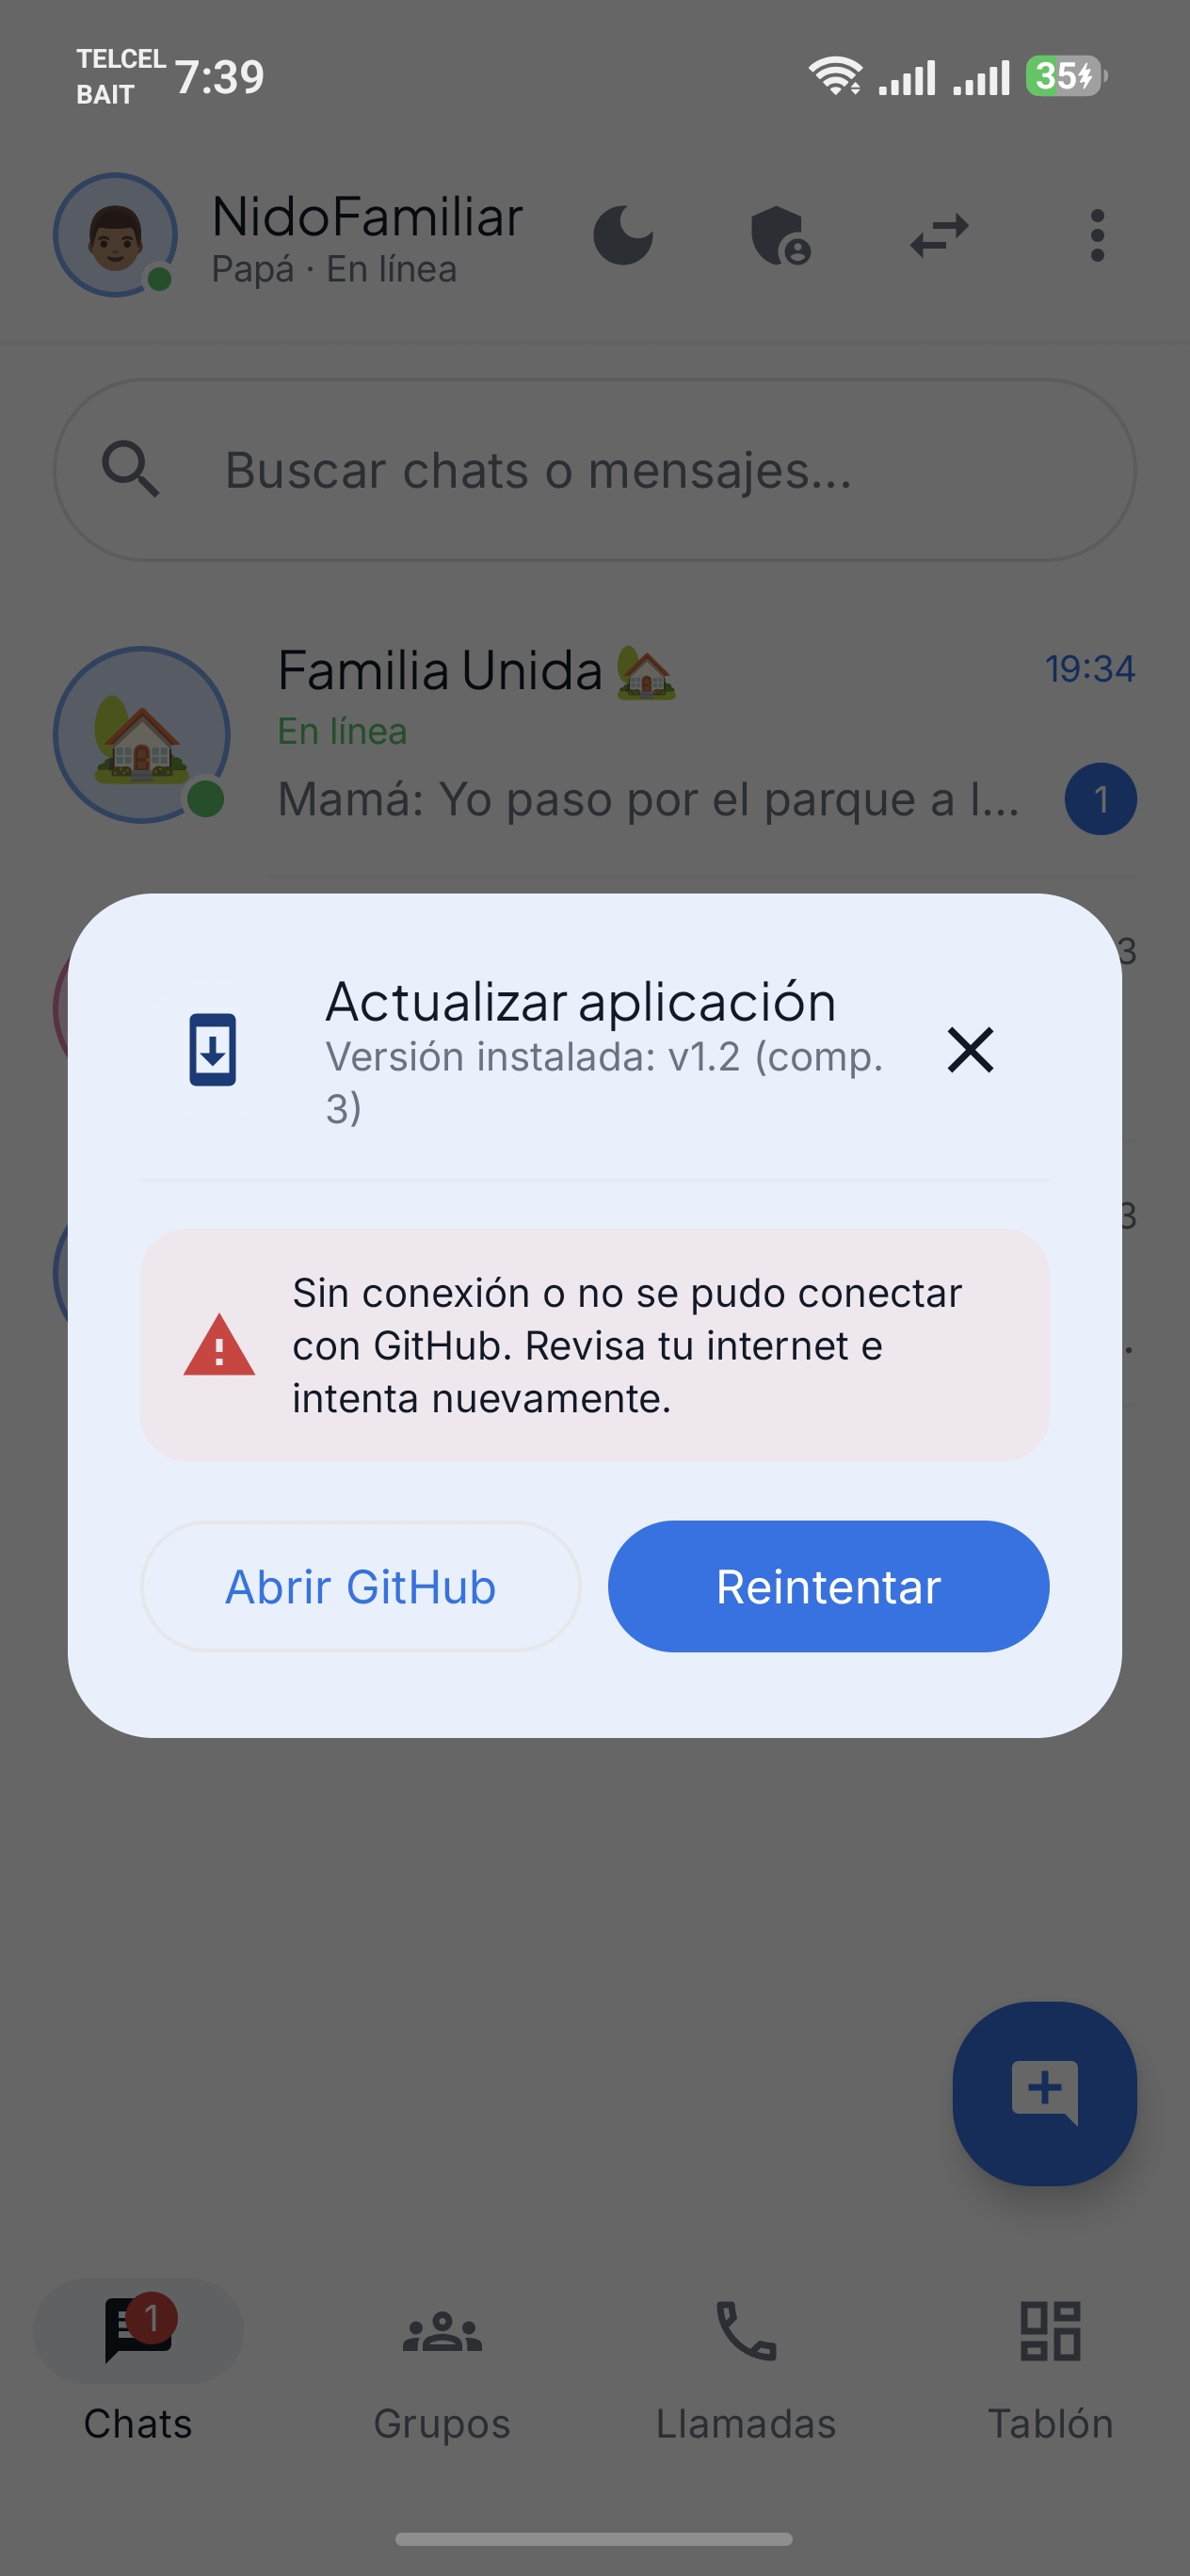 TELCEL
BAIT
7:39
35
NidoFamiliar
Papá · En línea
Buscar chats o mensajes...
Familia Unida
19:34
En línea
Mamá: Yo paso por el parque a l...
1
3
Actualizar aplicación
Versión instalada: v1.2 (comp.
3)
3
Sin conexión o no se pudo conectar
con GitHub. Revisa tu internet e
intenta nuevamente.
Abrir GitHub
Reintentar
1
Chats
Grupos
Llamadas
Tablón